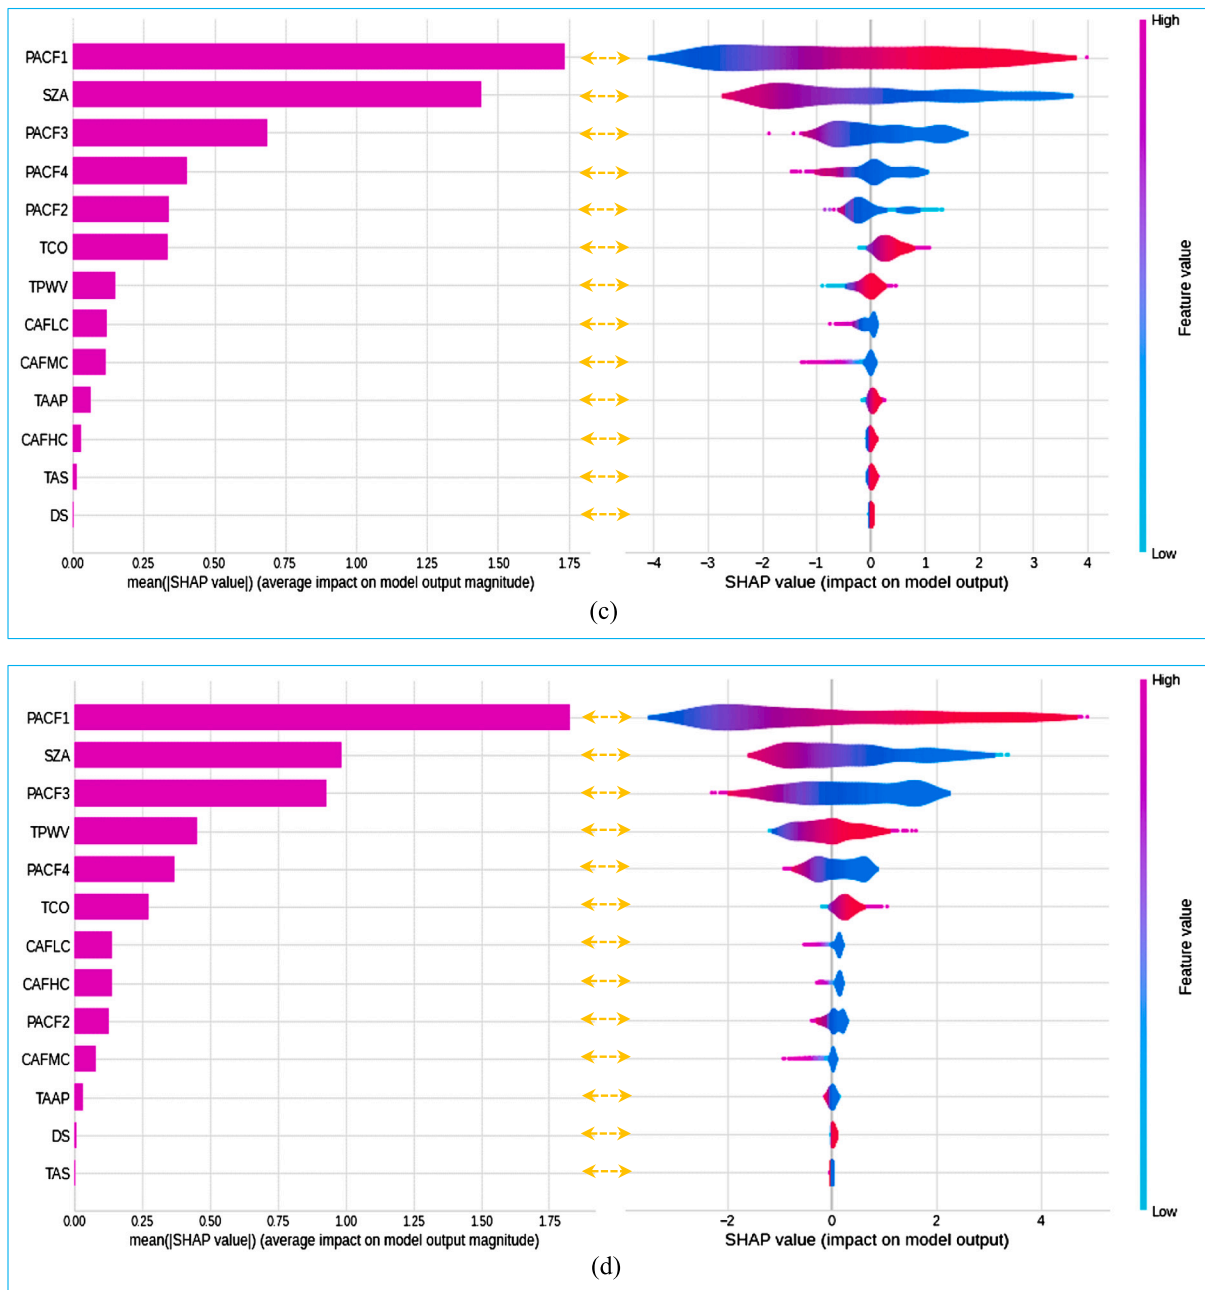 High
PACF1
SZA
PACF3
PACF4
PACF2
TCO
TPWV
CAFLC
CAFMC
TAAP
CAFHC
TAS
DS
Feature value
Low
0.00 0.25 0.50 0.75 1.00 1.25 1.50 1.75
mean(|SHAP value|) (average impact on model output magnitude)
−4 −3 −2 −1 0 1 2 3 4
SHAP value (impact on model output)
(c)
High
PACF1
SZA
PACF3
TPWV
PACF4
TCO
CAFLC
CAFHC
PACF2
CAFMC
TAAP
DS
TAS
Feature value
Low
0.00 0.25 0.50 0.75 1.00 1.25 1.50 1.75
mean(|SHAP value|) (average impact on model output magnitude)
−2 0 2 4
SHAP value (impact on model output)
(d)